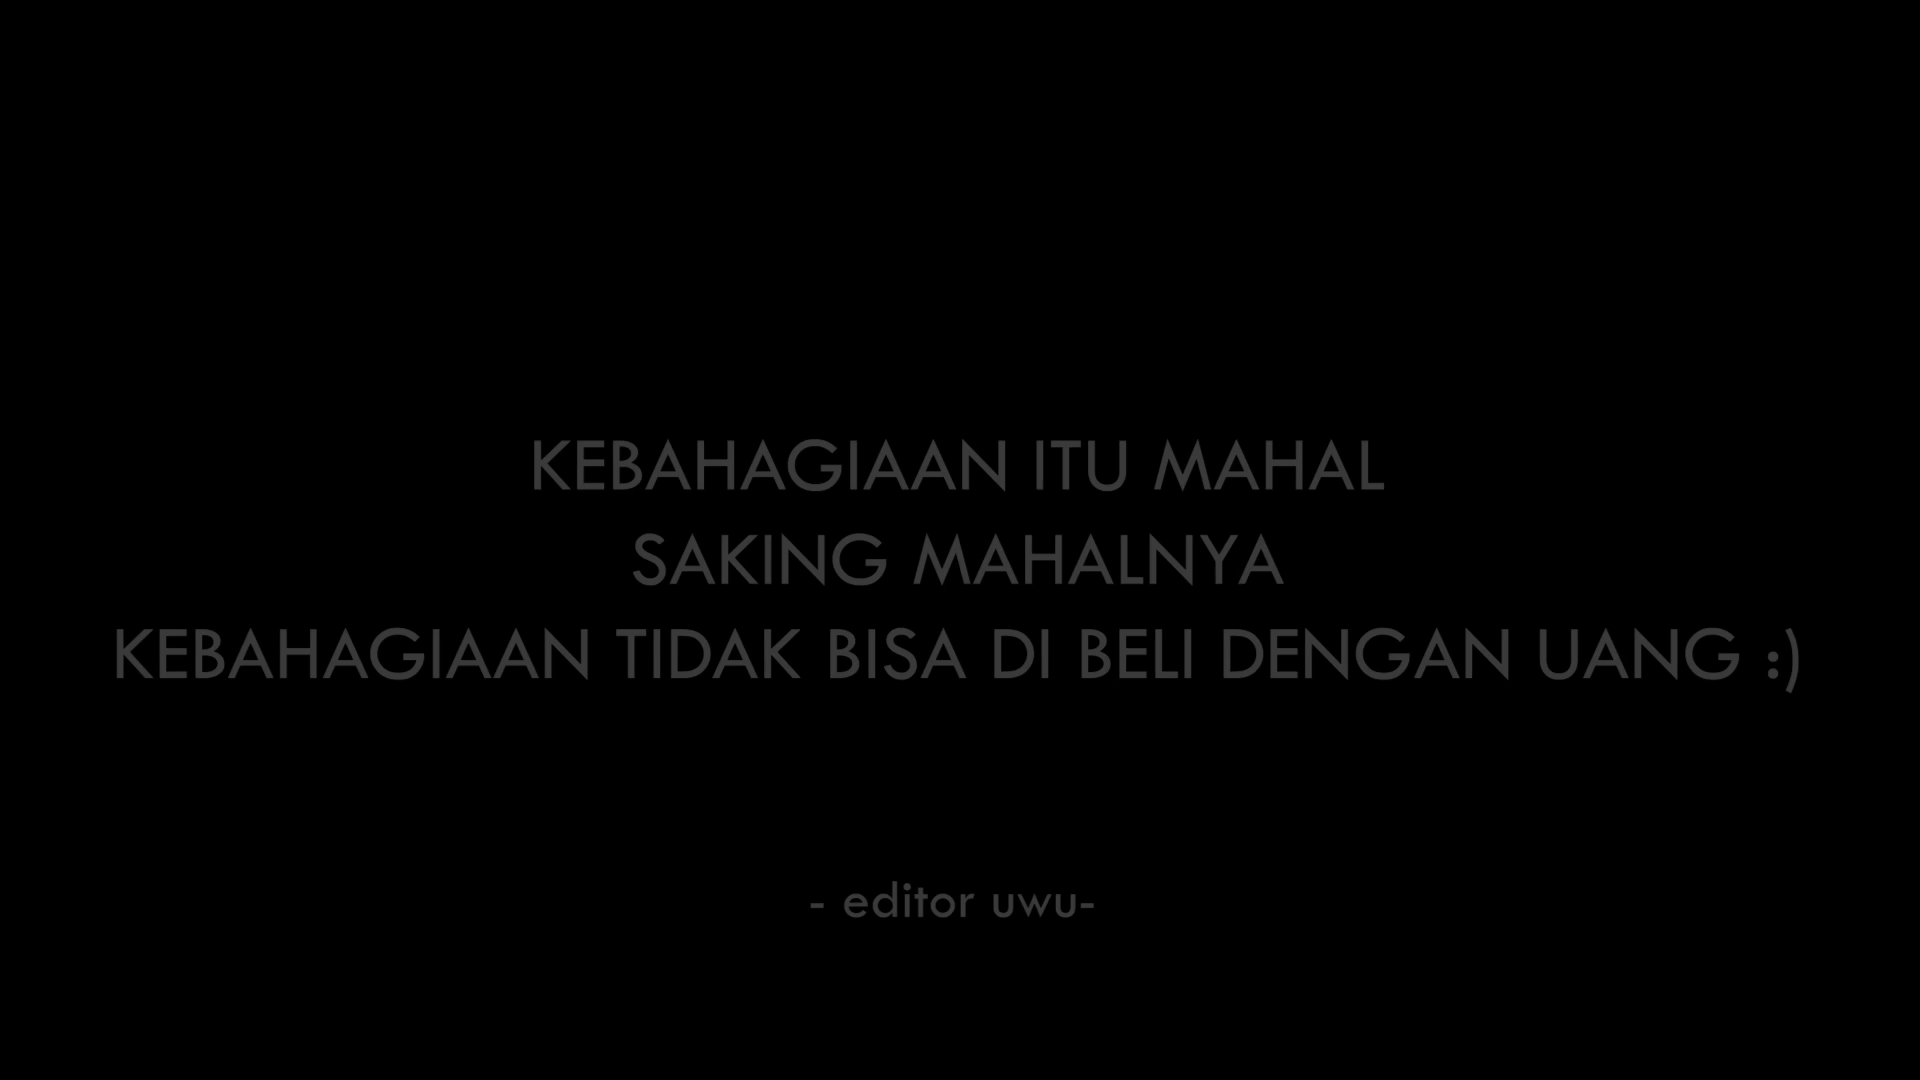 KEBAHAGIAAN ITU MAHAL
SAKING MAHALNYA
KEBAHAGIAAN TIDAK BISA DI BELI DENGAN UANG :)
- editor uwu-